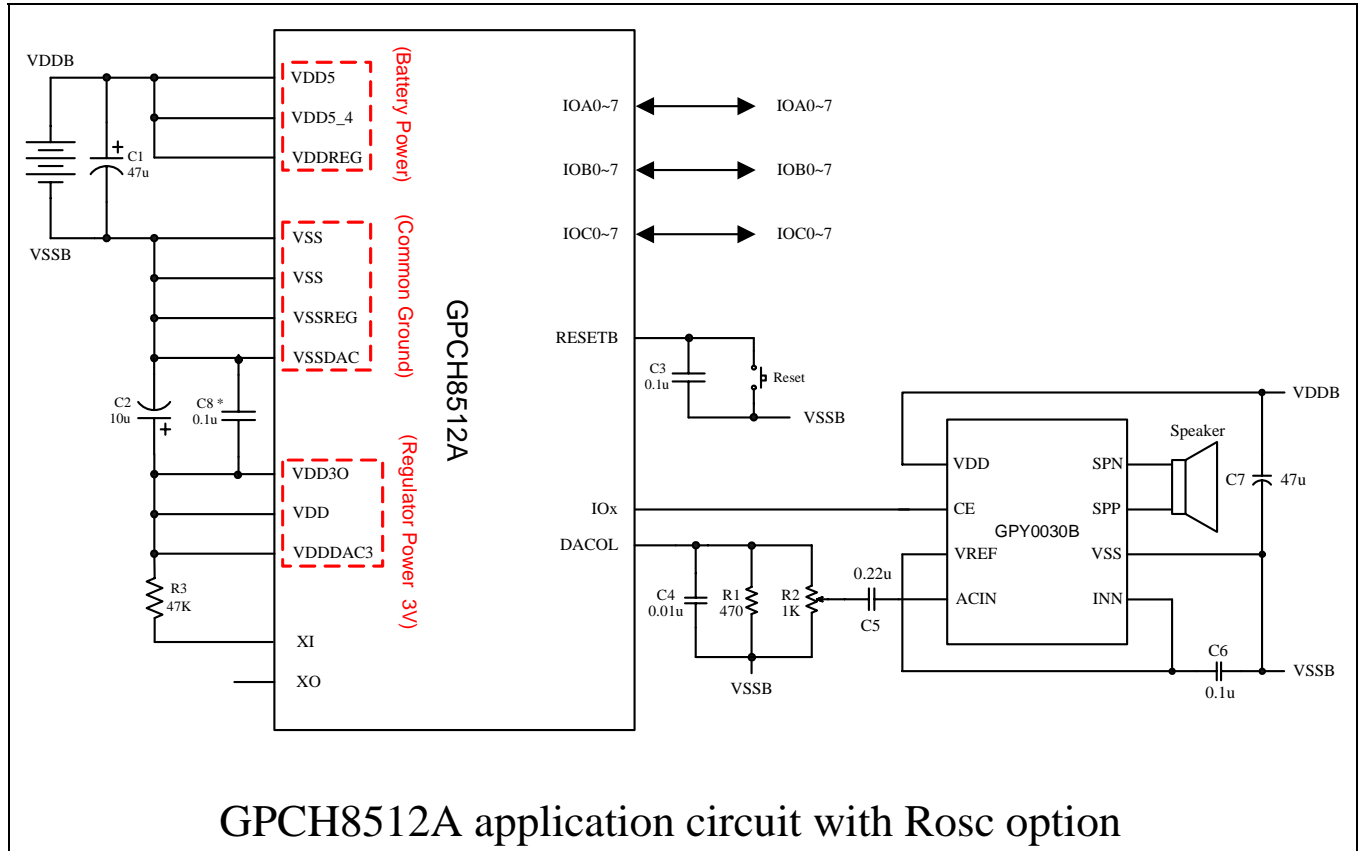 VDDB
C1
47u
VSSB
VDD5
VDD5_4
VDDREG
(Battery Power)
VSS
VSS
VSSREG
VSSDAC
(Common Ground)
C2
10u
C8 *
0.1u
VDD3O
VDD
VDDDAC3
(Regulator Power 3V)
R3
47K
XI
XO
GPCH8512A
IOA0~7
IOA0~7
IOB0~7
IOB0~7
IOC0~7
IOC0~7
RESETB
C3
0.1u
Reset
VSSB
IOx
DACOL
C4
0.01u
R1
470
R2
1K
VSSB
0.22u
C5
VDD
CE
VREF
ACIN
GPY0030B
SPN
SPP
VSS
INN
Speaker
VDDB
C7
47u
C6
0.1u
VSSB
GPCH8512A application circuit with Rosc option